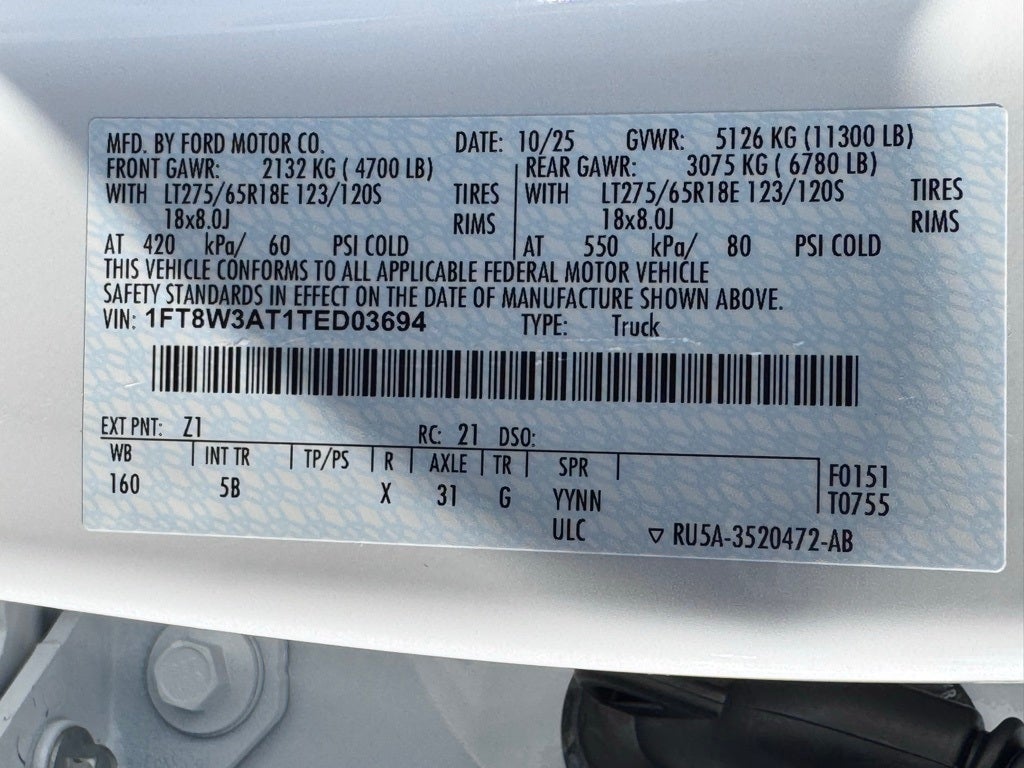 MFD. BY FORD MOTOR CO. DATE: 10/25 GVWR: 5126 KG (11300 LB)
FRONT GAWR: 2132 KG ( 4700 LB) REAR GAWR: 3075 KG ( 6780 LB)
WITH LT275/65R18E 123/120S TIRES WITH LT275/65R18E 123/120S TIRES
18x8.0J RIMS 18x8.0J RIMS
AT 420 kPa/ 60 PSI COLD AT 550 kPa/ 80 PSI COLD
THIS VEHICLE CONFORMS TO ALL APPLICABLE FEDERAL MOTOR VEHICLE
SAFETY STANDARDS IN EFFECT ON THE DATE OF MANUFACTURE SHOWN ABOVE.
VIN: 1FT8W3AT1TED03694 TYPE: Truck
EXT PNT: Z1 RC: 21 DSO:
WB INT TR TP/PS R AXLE TR SPR F0151
160 5B X 31 G YYNN T0755
ULC RU5A-3520472-AB